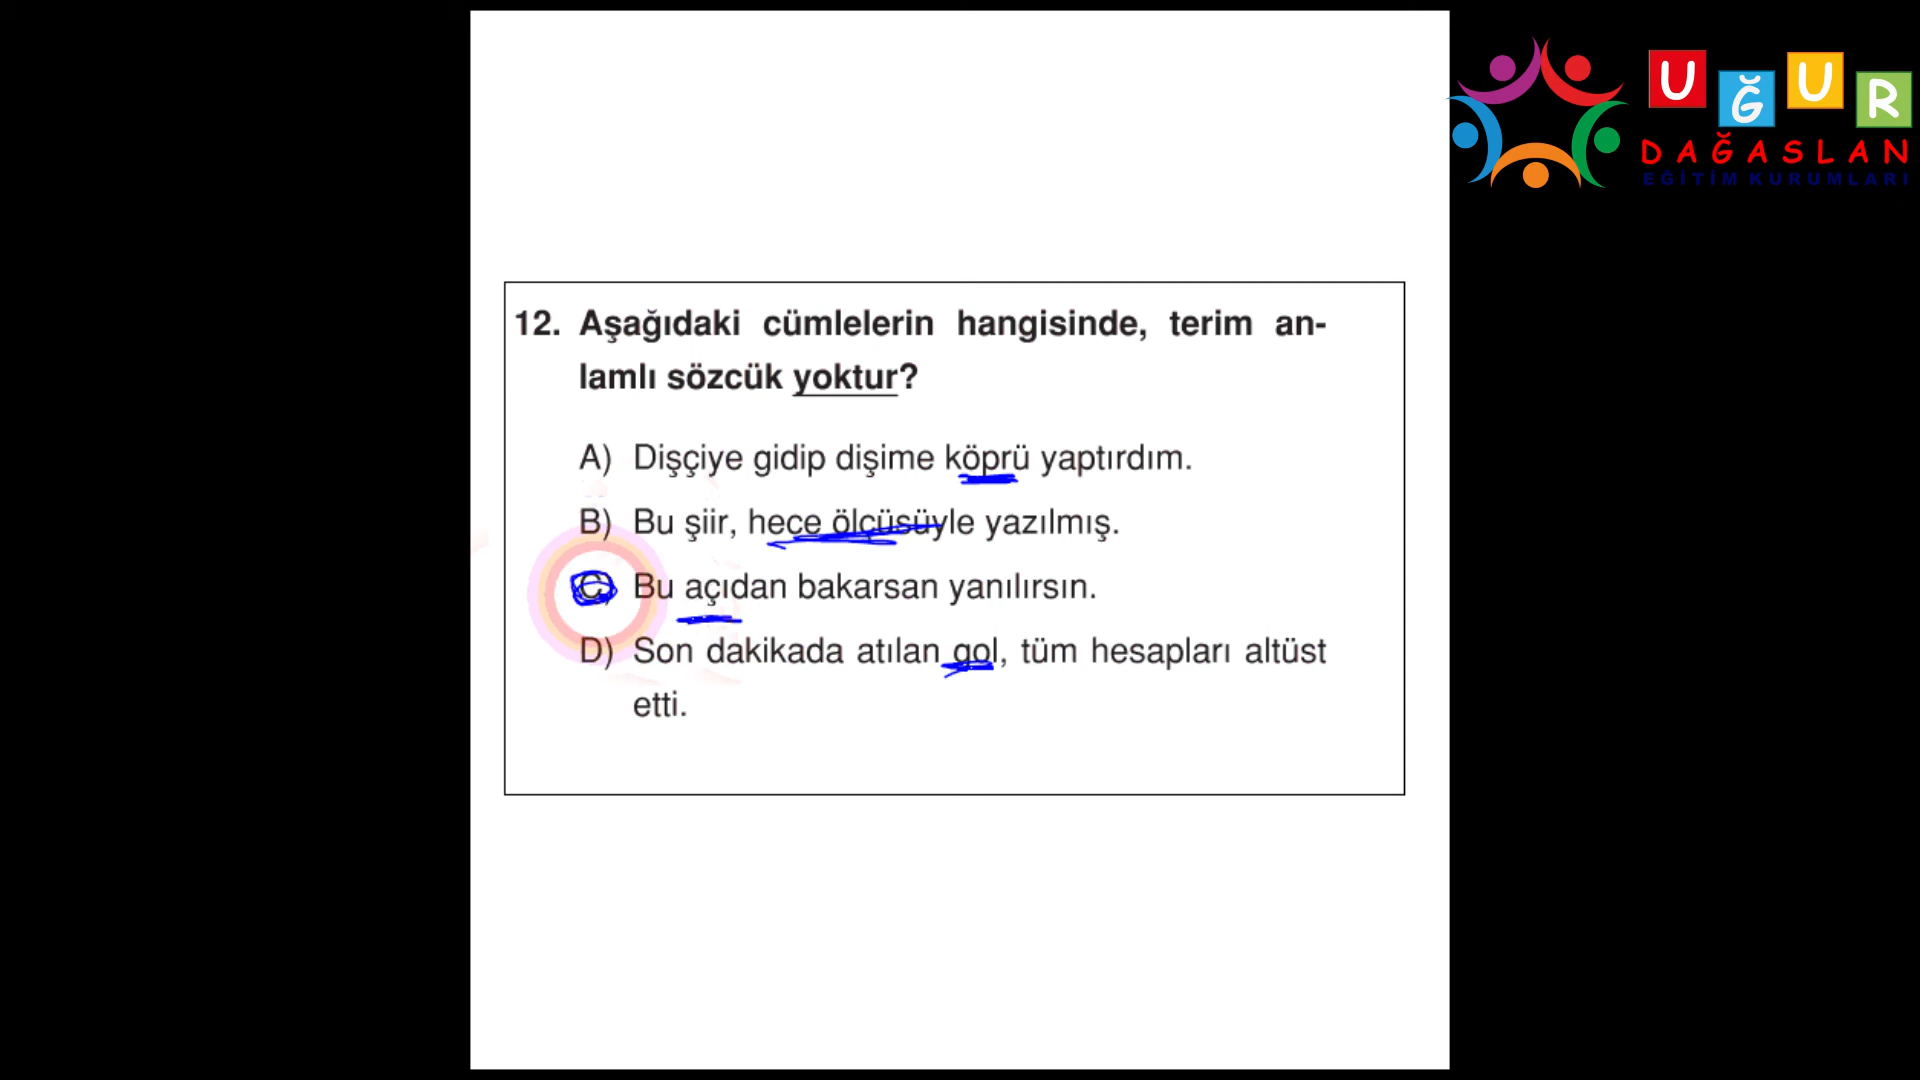 UĞUR
DAĞASLAN
EĞİTİM KURUMLARI
12. Aşağıdaki cümlelerin hangisinde, terim an-
lamlı sözcük yoktur?
A) Dişçiye gidip dişime köprü yaptırdım.
B) Bu şiir, hece ölçüsüyle yazılmış.
C) Bu açıdan bakarsan yanılırsın.
D) Son dakikada atılan gol, tüm hesapları altüst
etti.